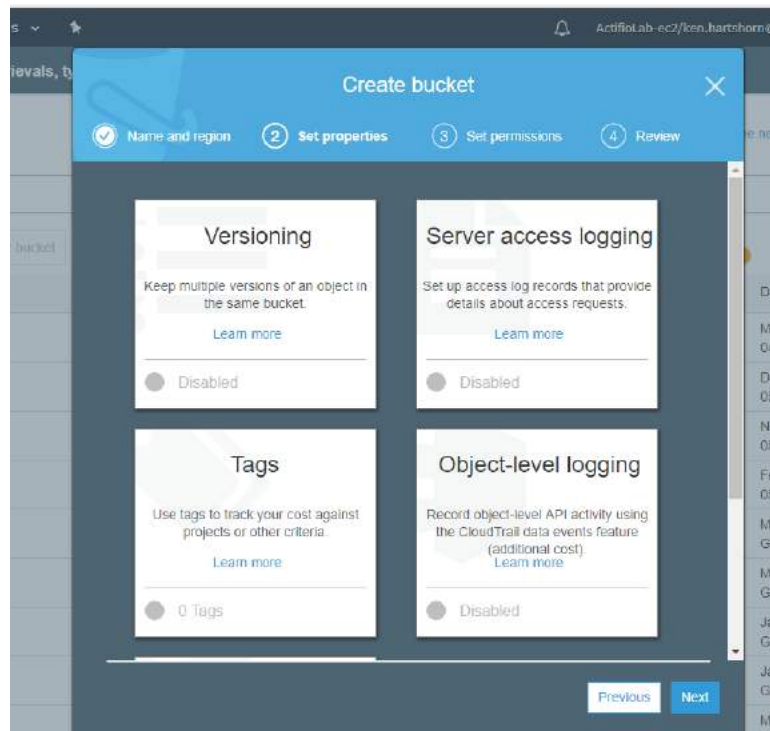 ActifioLab-ec2/ken.hartshorn@
ievals, ty
Create bucket
Name and region
2 Set properties
3 Set permissions
4 Review
bucket
Versioning
Keep multiple versions of an object in
the same bucket.
Learn more
Disabled
Server access logging
Set up access log records that provide
details about access requests.
Learn more
Disabled
Tags
Use tags to track your cost against
projects or other criteria.
Learn more
0 Tags
Object-level logging
Record object-level API activity using
the CloudTrail data events feature
(additional cost).
Learn more
Disabled
Previous
Next